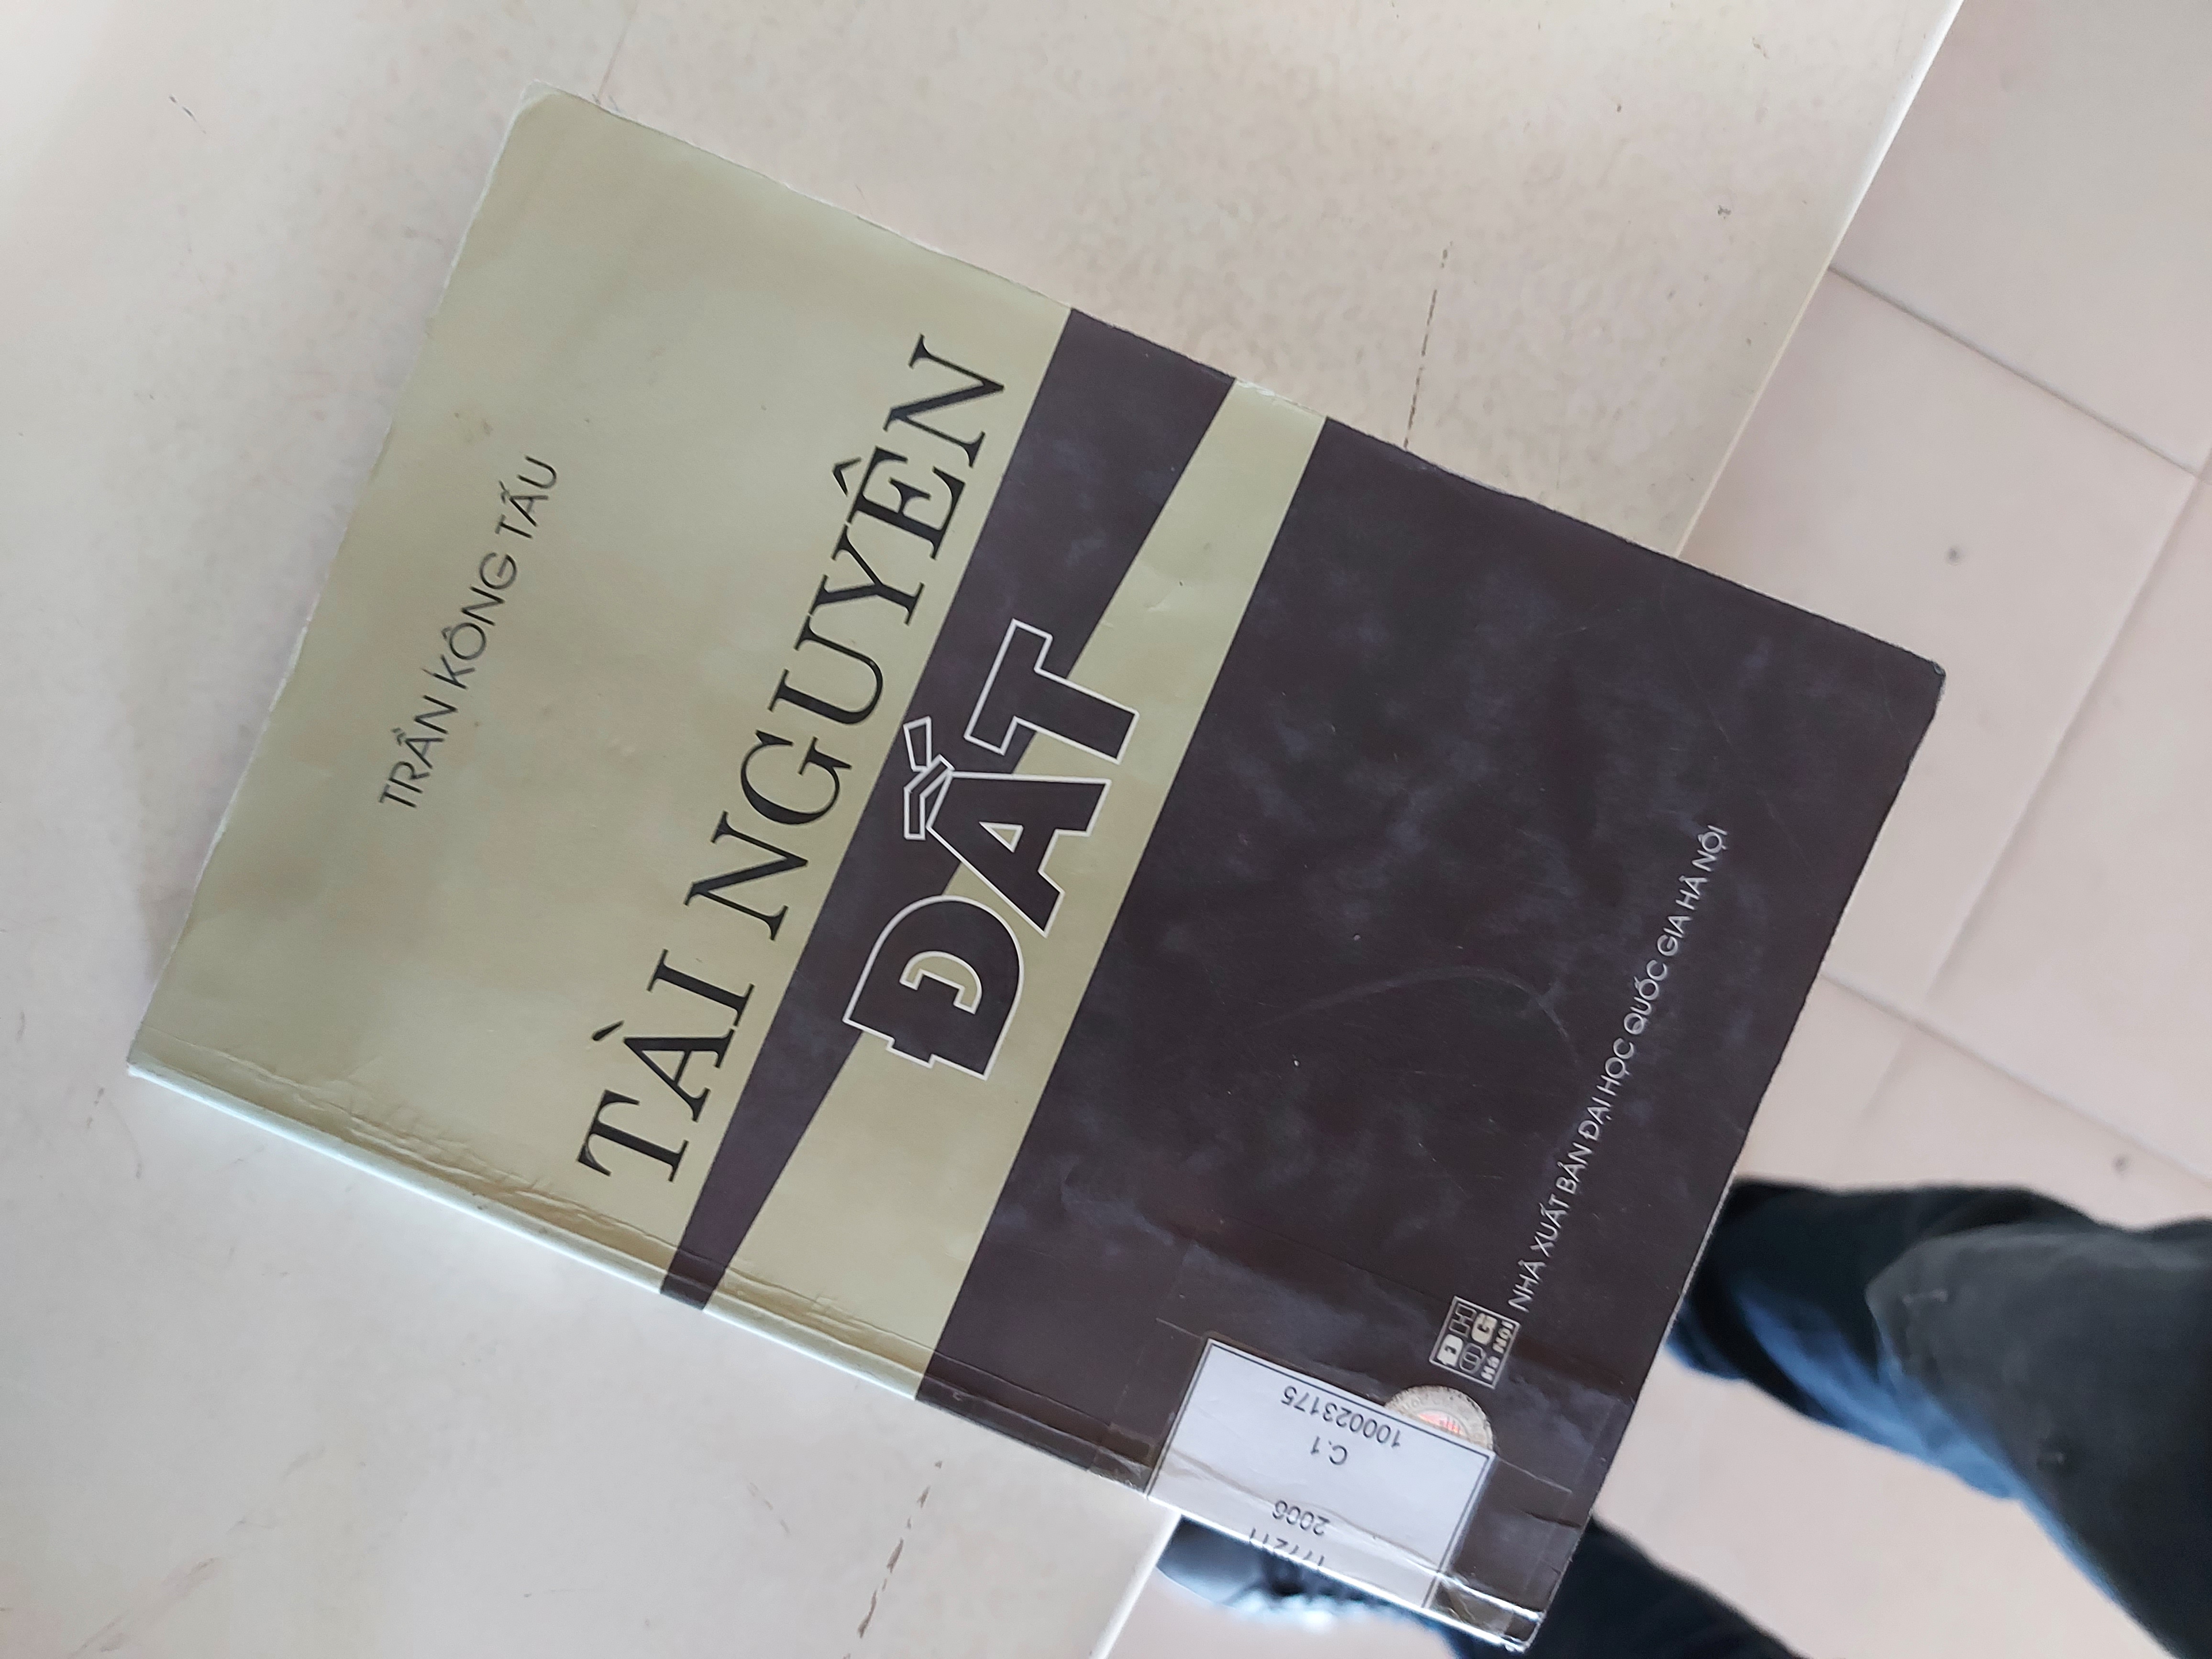 TRẦN KÔNG TẤU
TÀI NGUYÊN
ĐẤT
2006
C.1
100023175
ĐH
QG
Hà Nội
NHÀ XUẤT BẢN ĐẠI HỌC QUỐC GIA HÀ NỘI